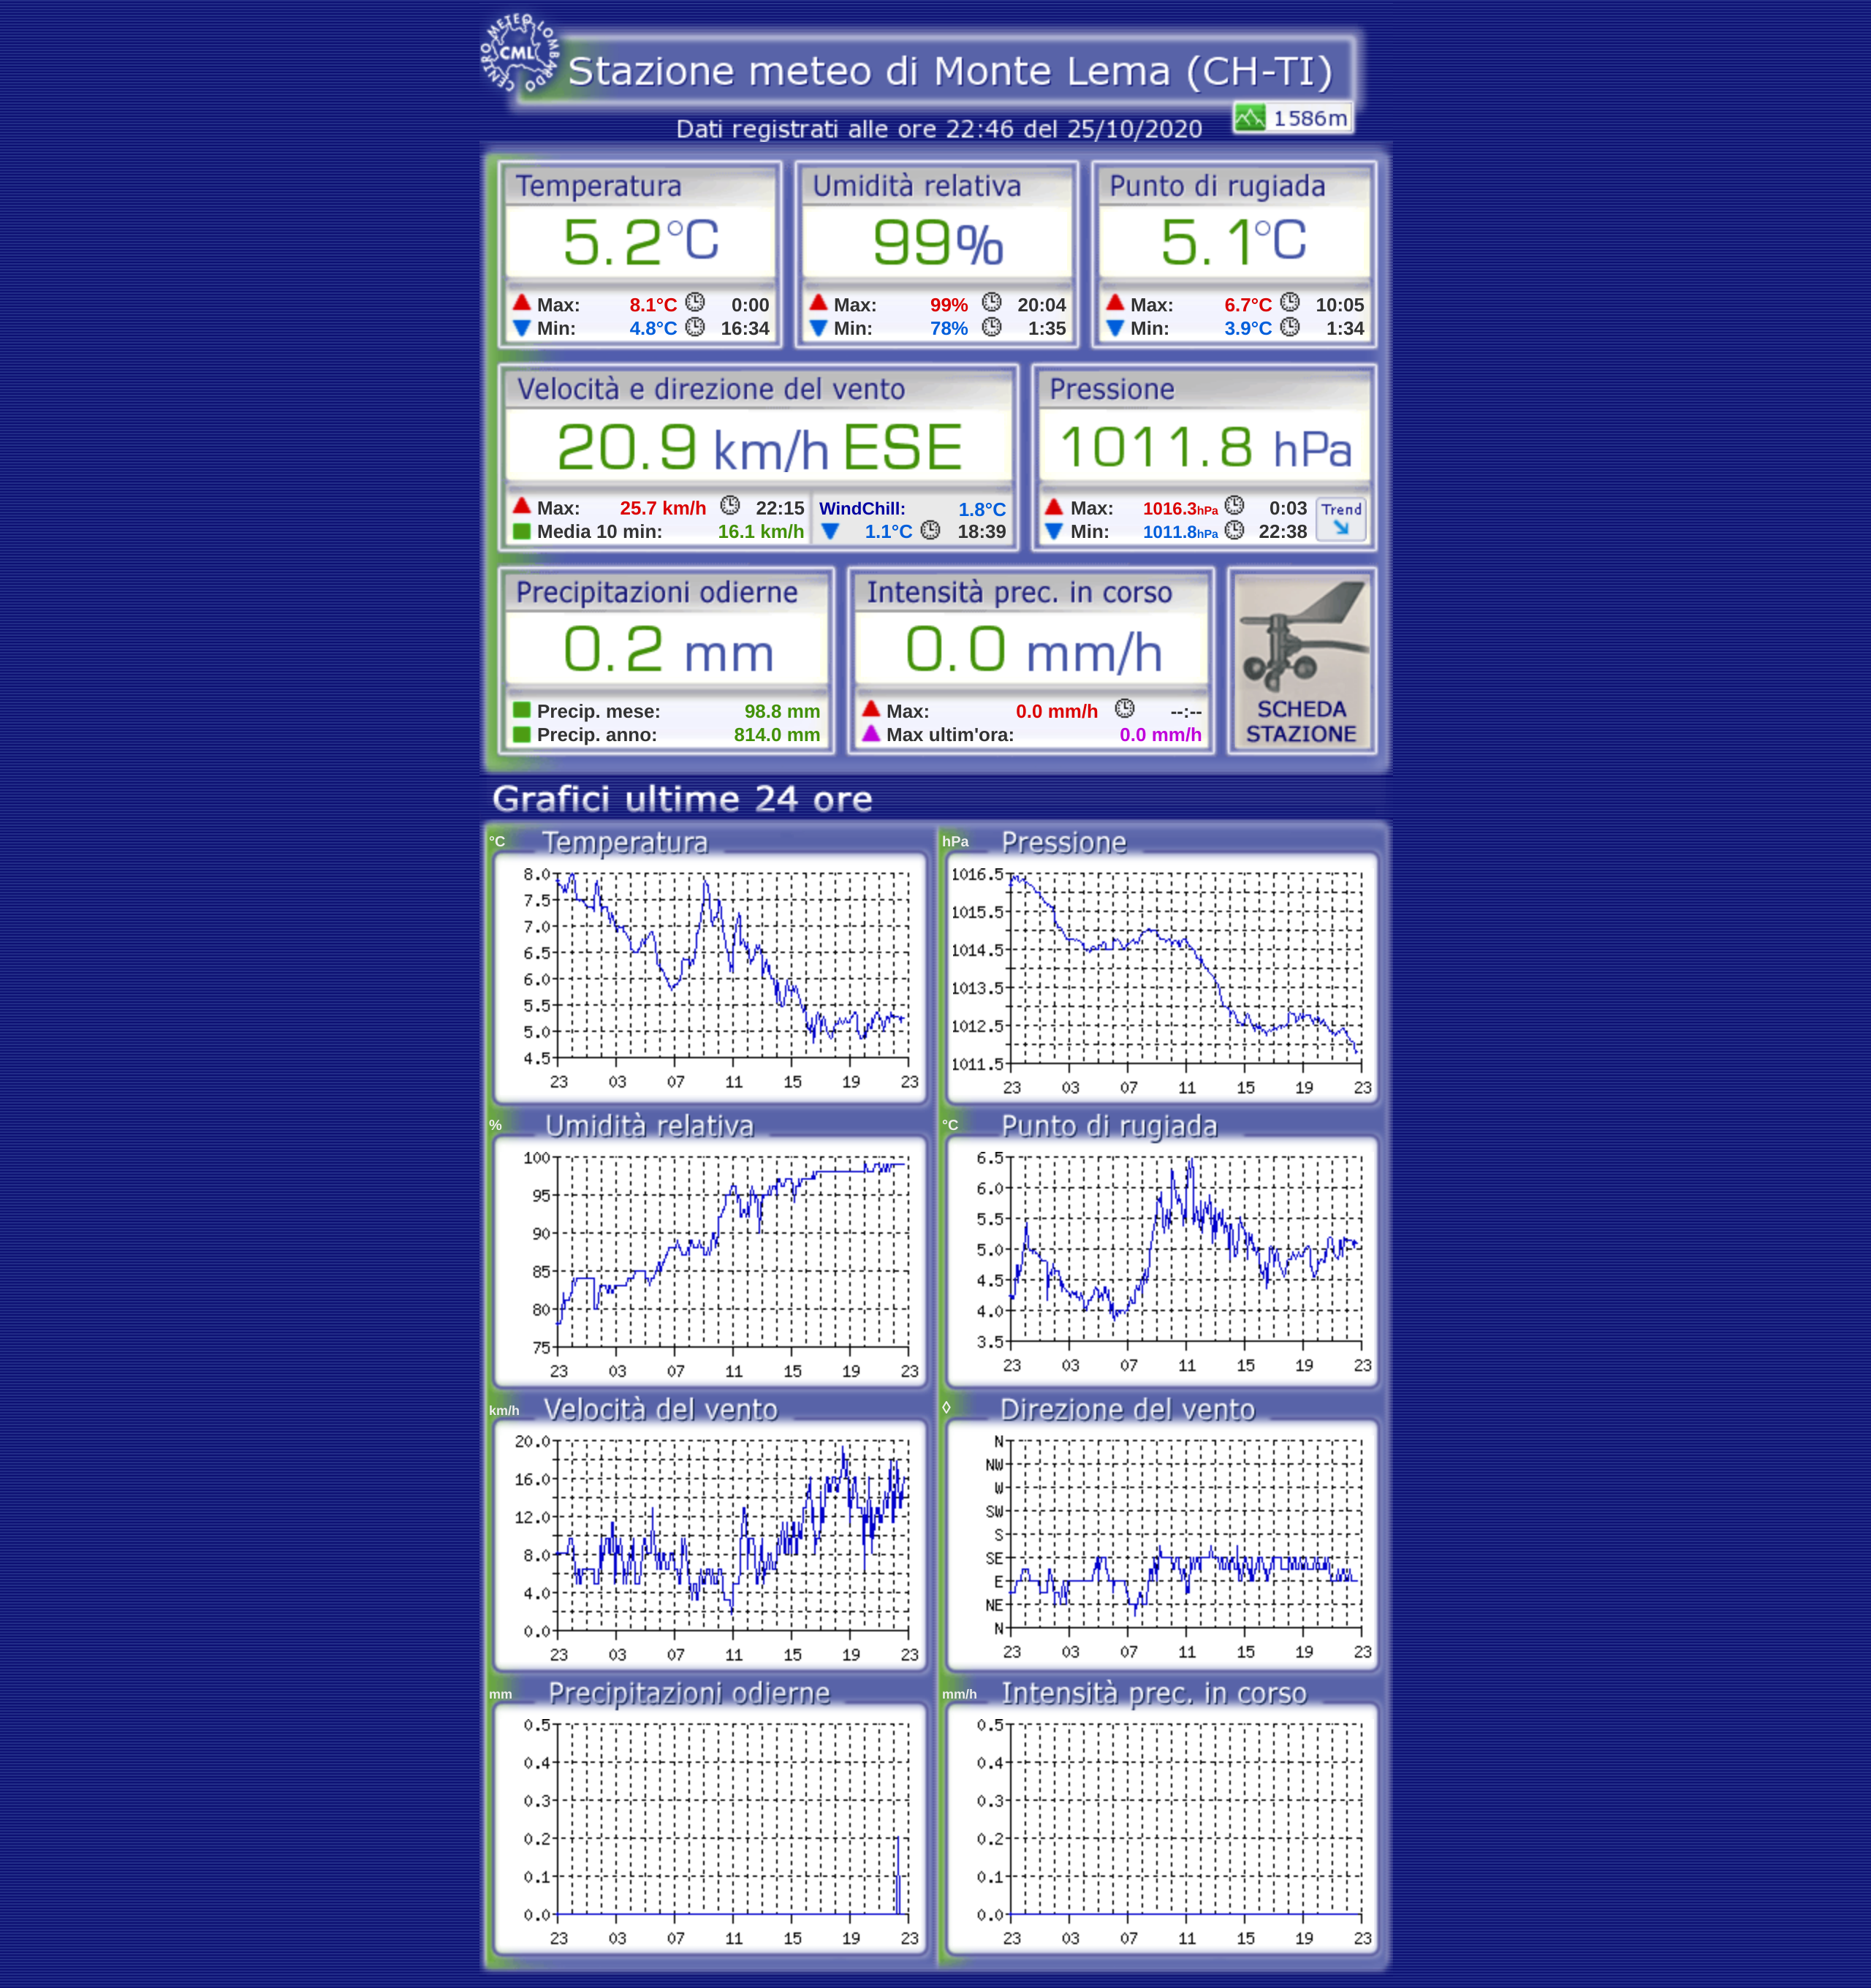 CENTRO METEO LOMBARDO
CML
Stazione meteo di Monte Lema (CH-TI)
1586m
Dati registrati alle ore 22:46 del 25/10/2020
Temperatura
5.2°C
Max: 8.1°C 0:00
Min: 4.8°C 16:34
Umidità relativa
99%
Max: 99% 20:04
Min: 78% 1:35
Punto di rugiada
5.1°C
Max: 6.7°C 10:05
Min: 3.9°C 1:34
Velocità e direzione del vento
20.9 km/h ESE
Max: 25.7 km/h 22:15
Media 10 min: 16.1 km/h
WindChill: 1.8°C
1.1°C 18:39
Pressione
1011.8 hPa
Max: 1016.3hPa 0:03
Min: 1011.8hPa 22:38
Trend
Precipitazioni odierne
0.2 mm
Precip. mese: 98.8 mm
Precip. anno: 814.0 mm
Intensità prec. in corso
0.0 mm/h
Max: 0.0 mm/h --:--
Max ultim'ora: 0.0 mm/h
SCHEDA
STAZIONE
Grafici ultime 24 ore
°C Temperatura
8.0
7.5
7.0
6.5
6.0
5.5
5.0
4.5
23 03 07 11 15 19 23
hPa Pressione
1016.5
1015.5
1014.5
1013.5
1012.5
1011.5
23 03 07 11 15 19 23
% Umidità relativa
100
95
90
85
80
75
23 03 07 11 15 19 23
°C Punto di rugiada
6.5
6.0
5.5
5.0
4.5
4.0
3.5
23 03 07 11 15 19 23
km/h Velocità del vento
20.0
16.0
12.0
8.0
4.0
0.0
23 03 07 11 15 19 23
◊ Direzione del vento
N
NW
W
SW
S
SE
E
NE
N
23 03 07 11 15 19 23
mm Precipitazioni odierne
0.5
0.4
0.3
0.2
0.1
0.0
23 03 07 11 15 19 23
mm/h Intensità prec. in corso
0.5
0.4
0.3
0.2
0.1
0.0
23 03 07 11 15 19 23